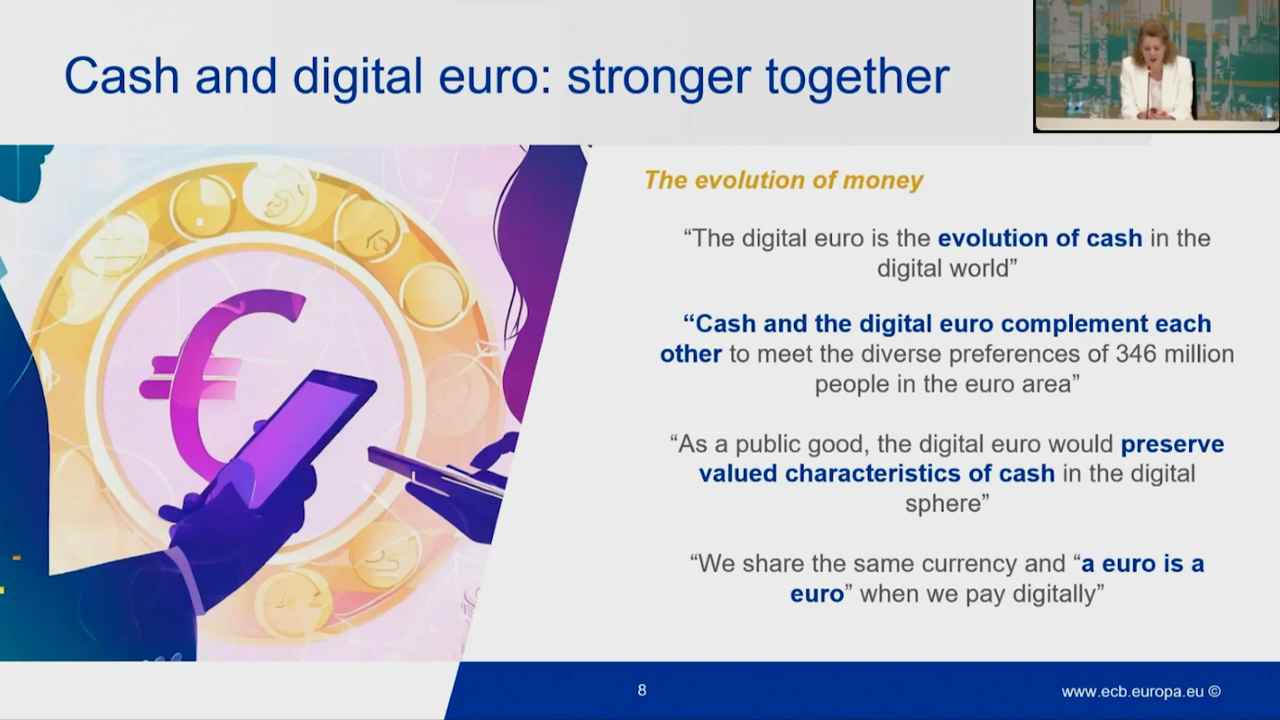 Cash and digital euro: stronger together
The evolution of money
“The digital euro is the evolution of cash in the
digital world”
“Cash and the digital euro complement each
other to meet the diverse preferences of 346 million
people in the euro area”
“As a public good, the digital euro would preserve
valued characteristics of cash in the digital
sphere”
“We share the same currency and “a euro is a
euro” when we pay digitally”
8
www.ecb.europa.eu ©